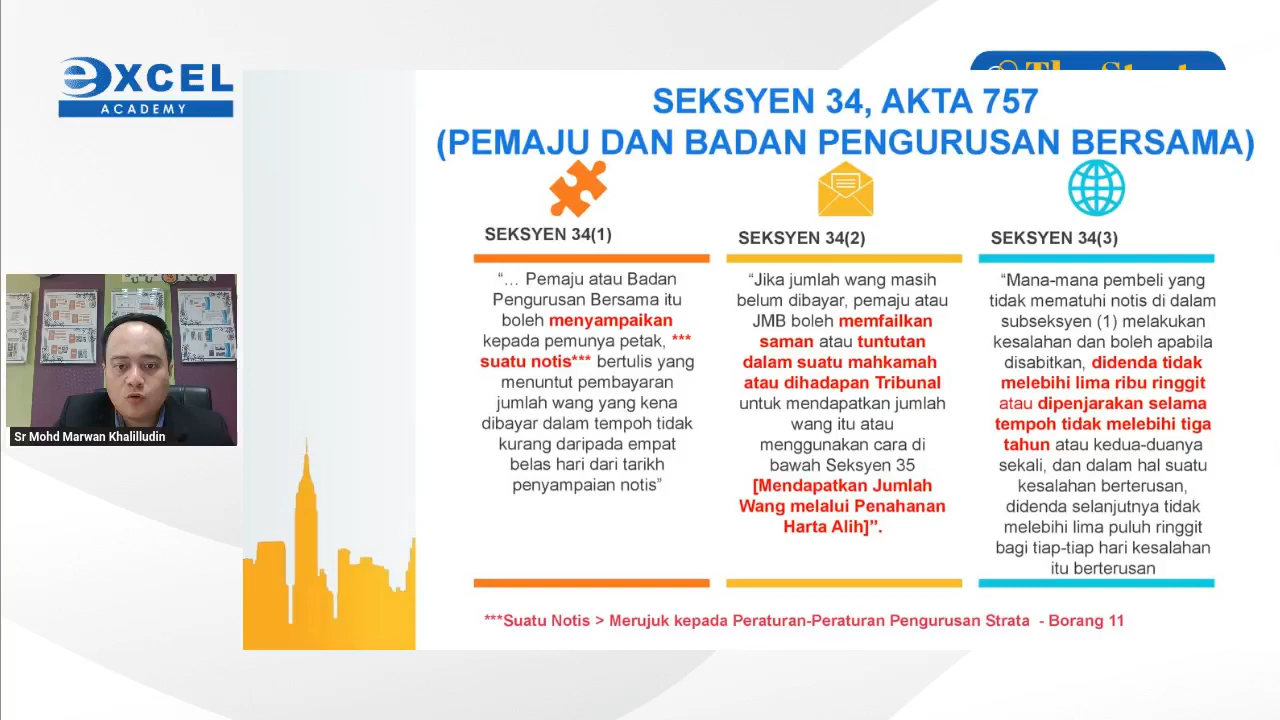 eXCEL
ACADEMY
The Strata
SEKSYEN 34, AKTA 757
(PEMAJU DAN BADAN PENGURUSAN BERSAMA)
SEKSYEN 34(1)
“... Pemaju atau Badan
Pengurusan Bersama itu
boleh menyampaikan
kepada pemunya petak, ***
suatu notis*** bertulis yang
menuntut pembayaran
jumlah wang yang kena
dibayar dalam tempoh tidak
kurang daripada empat
belas hari dari tarikh
penyampaian notis”
SEKSYEN 34(2)
“Jika jumlah wang masih
belum dibayar, pemaju atau
JMB boleh memfailkan
saman atau tuntutan
dalam suatu mahkamah
atau dihadapan Tribunal
untuk mendapatkan jumlah
wang itu atau
menggunakan cara di
bawah Seksyen 35
[Mendapatkan Jumlah
Wang melalui Penahanan
Harta Alih]”.
SEKSYEN 34(3)
“Mana-mana pembeli yang
tidak mematuhi notis di dalam
subseksyen (1) melakukan
kesalahan dan boleh apabila
disabitkan, didenda tidak
melebihi lima ribu ringgit
atau dipenjarakan selama
tempoh tidak melebihi tiga
tahun atau kedua-duanya
sekali, dan dalam hal suatu
kesalahan berterusan,
didenda selanjutnya tidak
melebihi lima puluh ringgit
bagi tiap-tiap hari kesalahan
itu berterusan
***Suatu Notis > Merujuk kepada Peraturan-Peraturan Pengurusan Strata - Borang 11
Sr Mohd Marwan Khalilludin